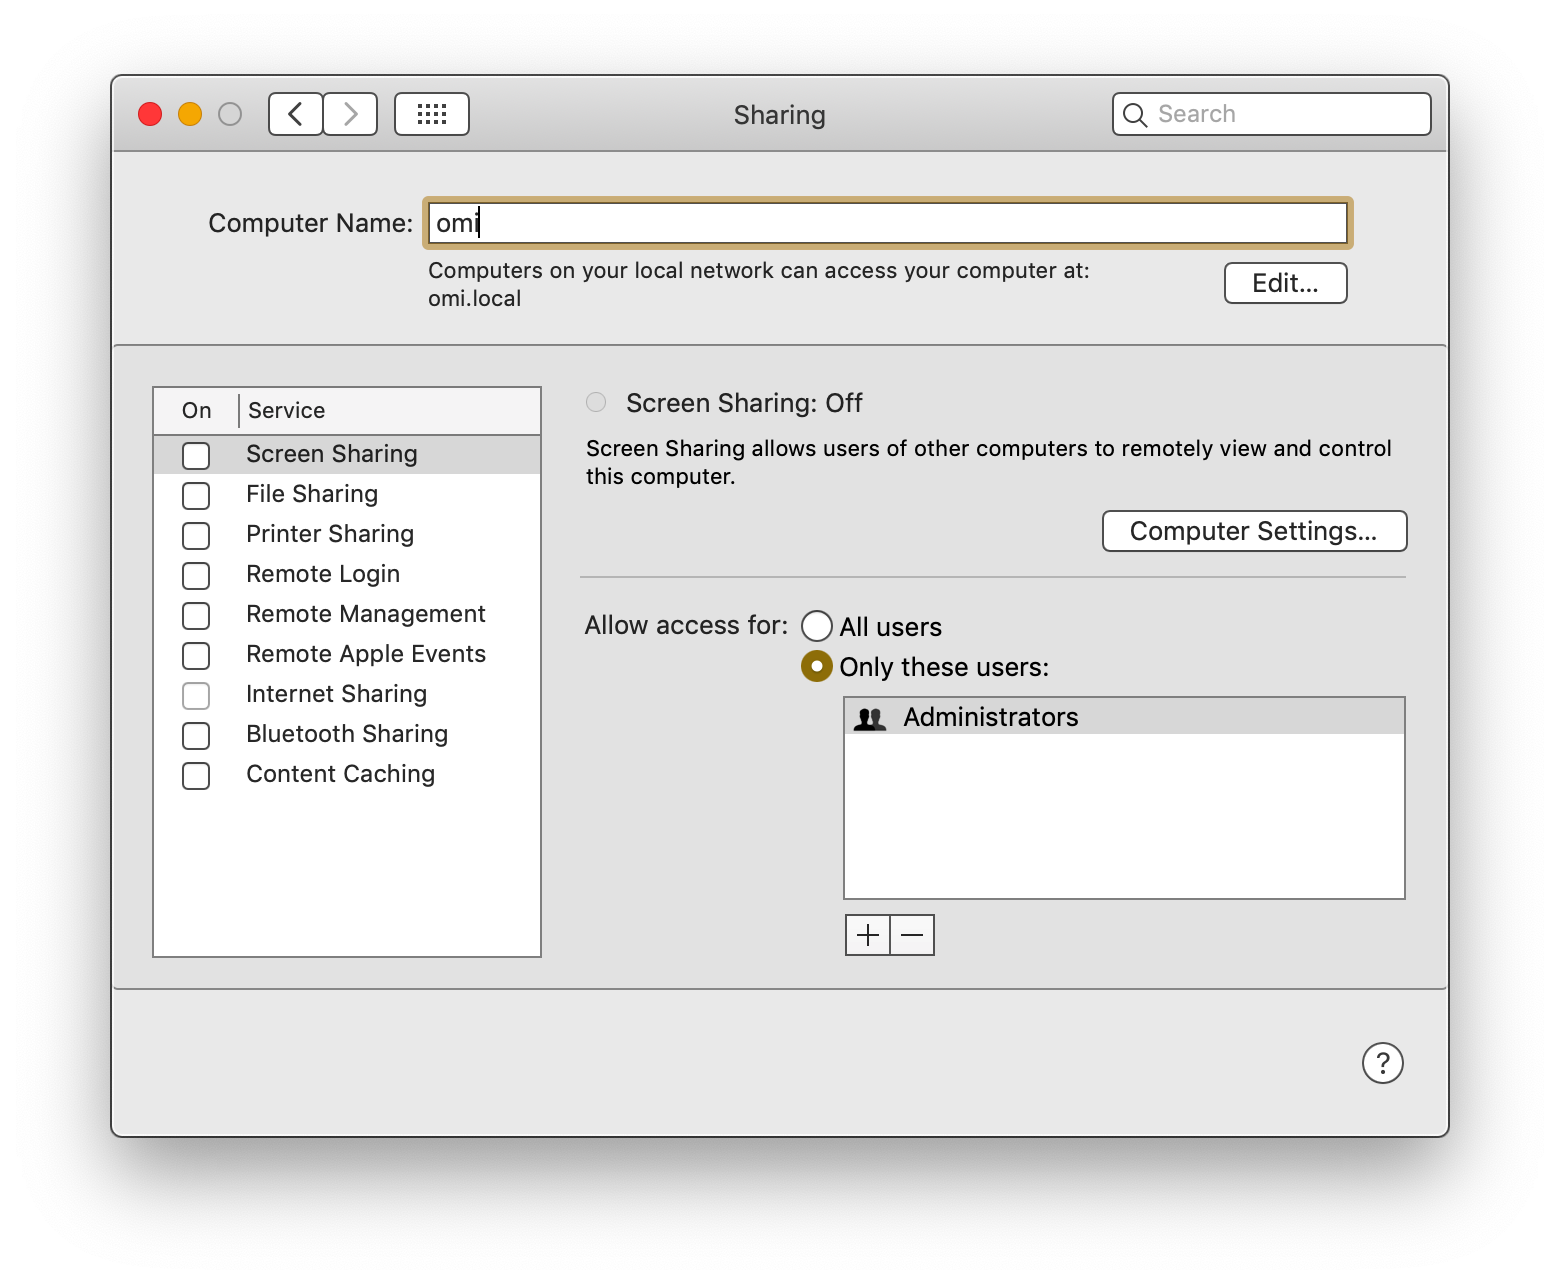 Sharing
Search
Computer Name: omi
Computers on your local network can access your computer at:
omi.local
Edit...
On Service
Screen Sharing
File Sharing
Printer Sharing
Remote Login
Remote Management
Remote Apple Events
Internet Sharing
Bluetooth Sharing
Content Caching
Screen Sharing: Off
Screen Sharing allows users of other computers to remotely view and control
this computer.
Computer Settings...
Allow access for: All users
Only these users:
Administrators
?